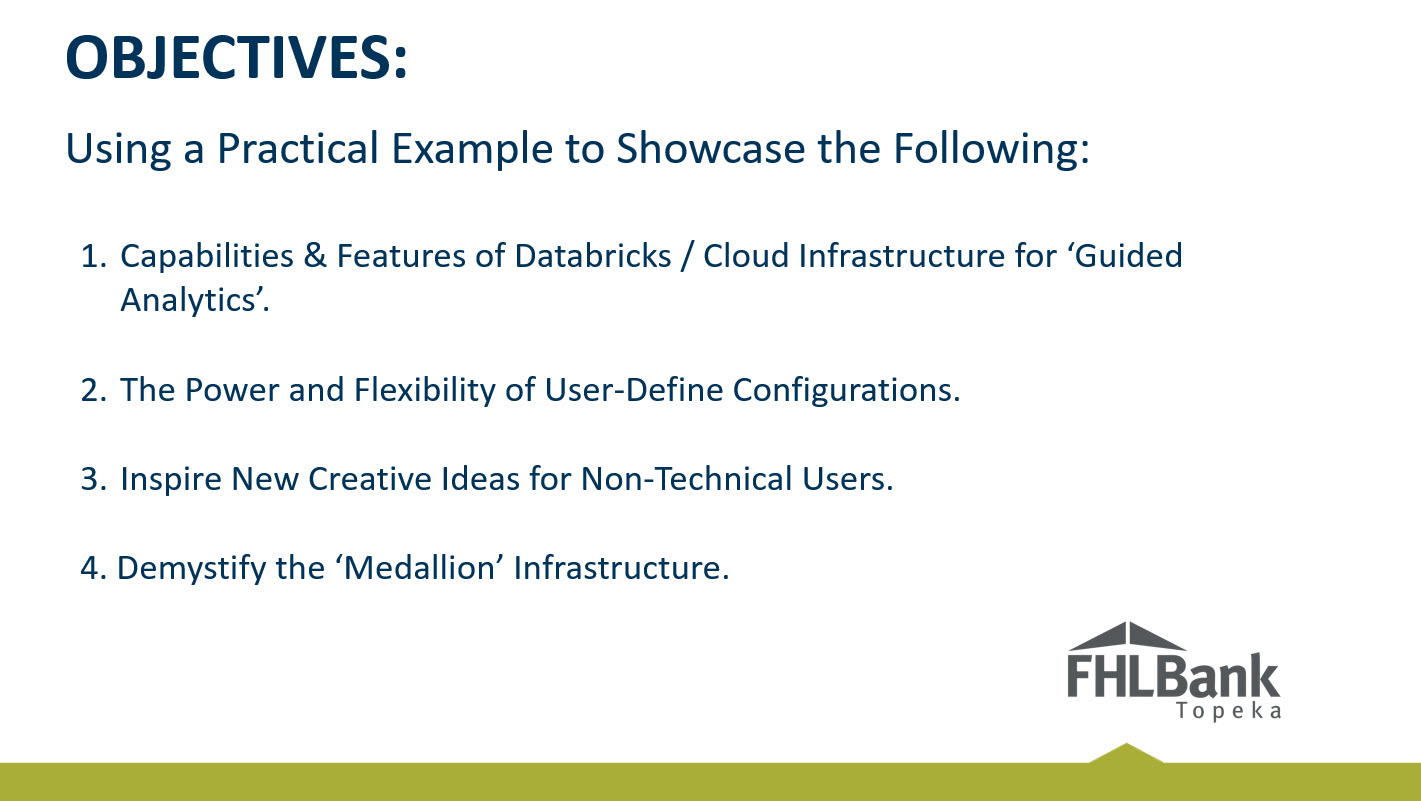 OBJECTIVES:
Using a Practical Example to Showcase the Following:
1. Capabilities & Features of Databricks / Cloud Infrastructure for ‘Guided
Analytics’.
2. The Power and Flexibility of User-Define Configurations.
3. Inspire New Creative Ideas for Non-Technical Users.
4. Demystify the ‘Medallion’ Infrastructure.
FHLBank
Topeka